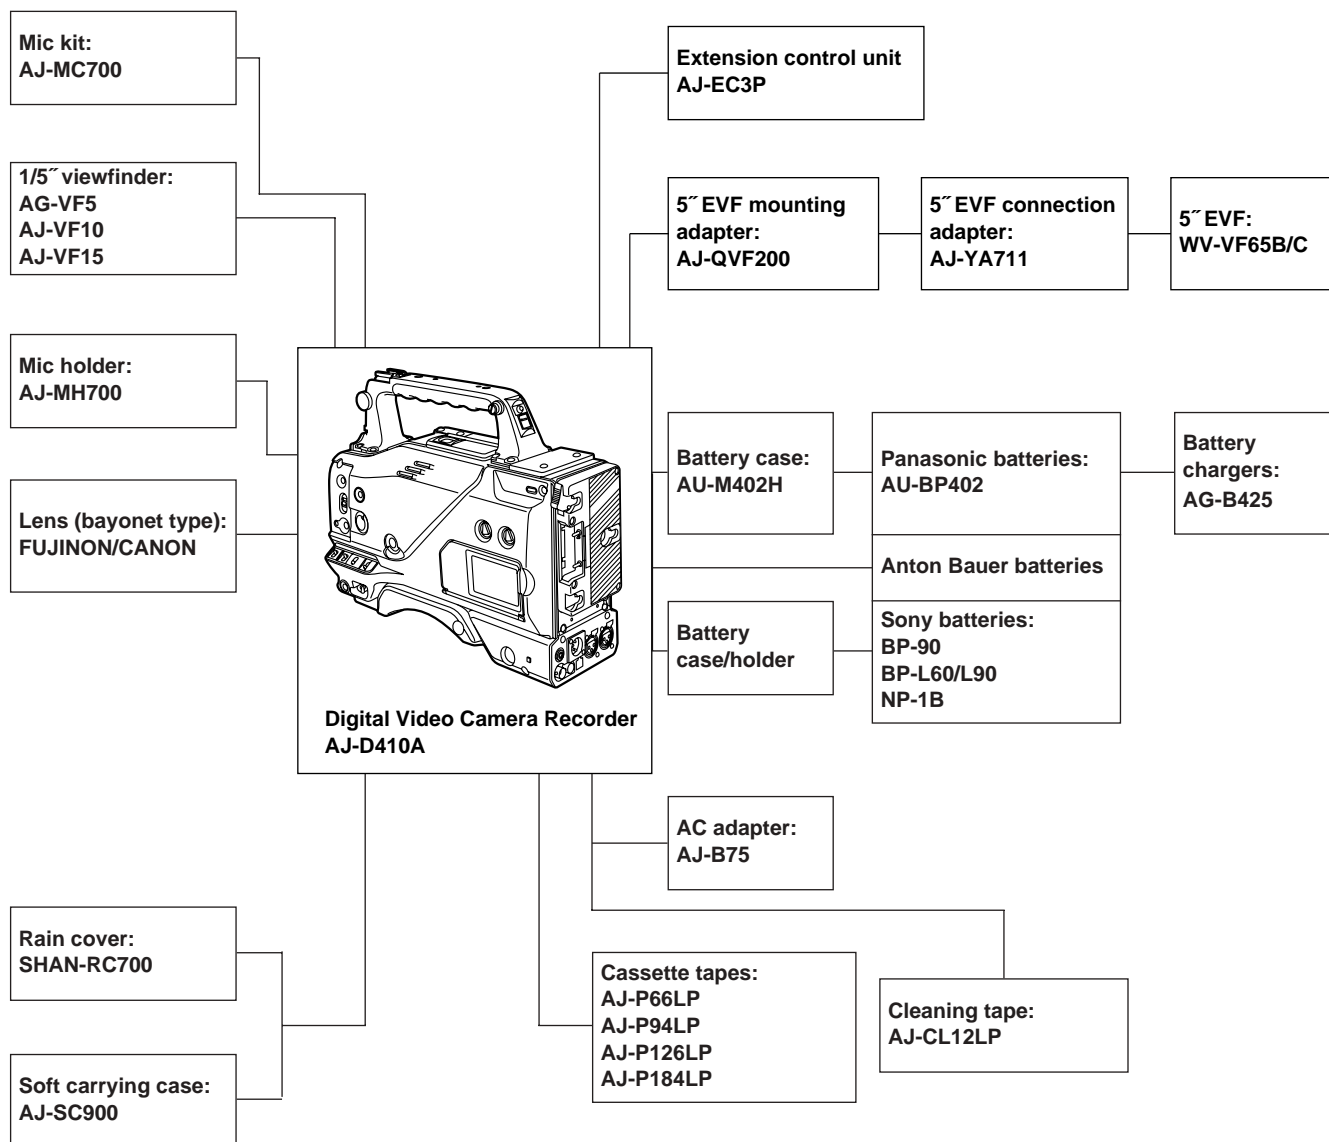 Mic kit:
AJ-MC700
Extension control unit
AJ-EC3P
1/5˝ viewfinder:
AG-VF5
AJ-VF10
AJ-VF15
5˝ EVF mounting
adapter:
AJ-QVF200
5˝ EVF connection
adapter:
AJ-YA711
5˝ EVF:
WV-VF65B/C
Mic holder:
AJ-MH700
Lens (bayonet type):
FUJINON/CANON
Battery case:
AU-M402H
Panasonic batteries:
AU-BP402
Battery
chargers:
AG-B425
Anton Bauer batteries
Battery
case/holder
Sony batteries:
BP-90
BP-L60/L90
NP-1B
Digital Video Camera Recorder
AJ-D410A
AC adapter:
AJ-B75
Rain cover:
SHAN-RC700
Soft carrying case:
AJ-SC900
Cassette tapes:
AJ-P66LP
AJ-P94LP
AJ-P126LP
AJ-P184LP
Cleaning tape:
AJ-CL12LP